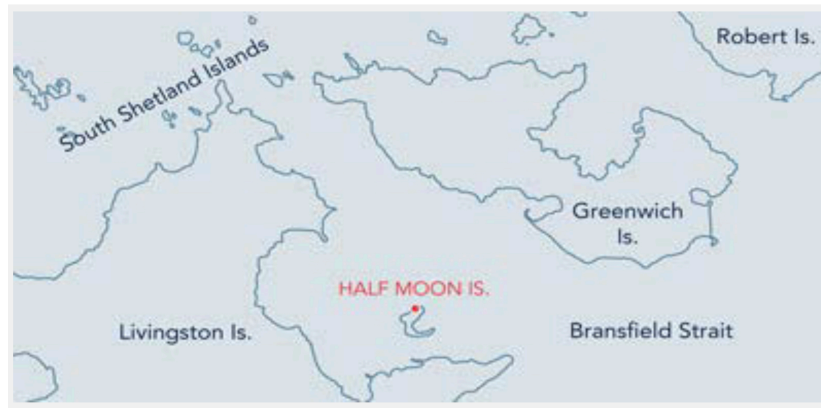 Robert Is.
South Shetland Islands
Greenwich
Is.
HALF MOON IS.
Livingston Is.
Bransfield Strait